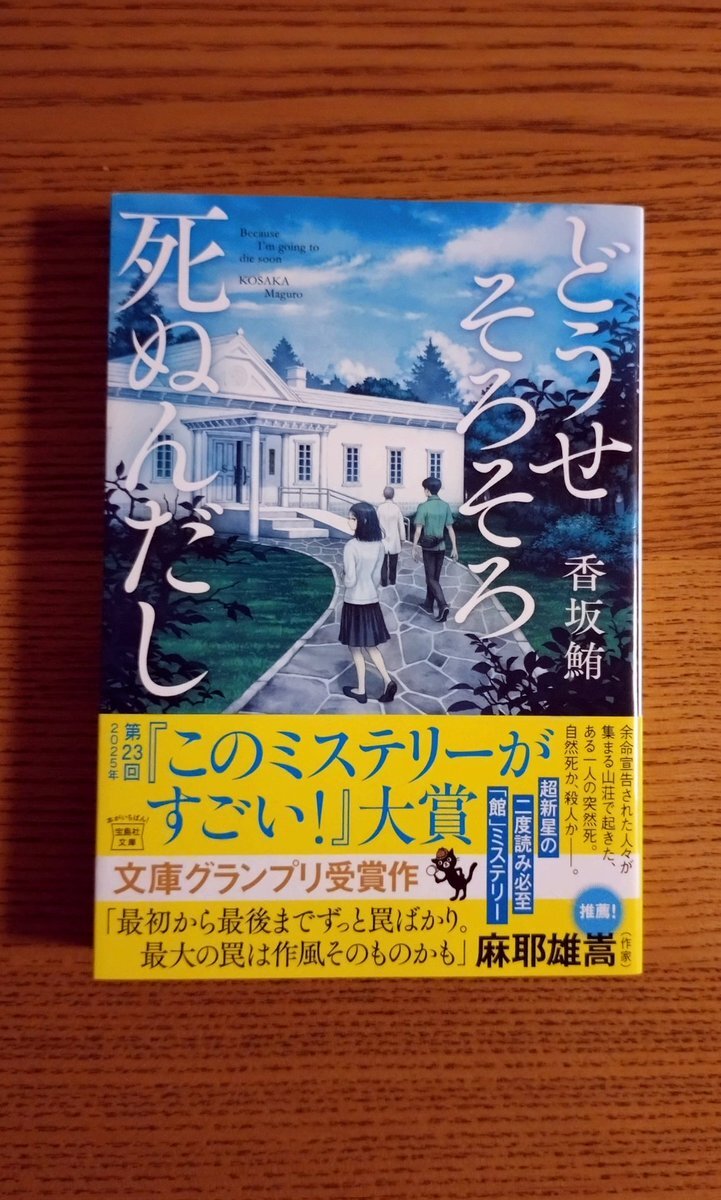 どうせ
そろそろ
死ぬんだし
香坂鮪
Because
I'm going to
die soon
KOSAKA
Maguro
余命宣告された人々が
集まる山荘で起きた、
ある一人の突然死。
自然死か、殺人か――。
超新星の
二度読み必至
「館」ミステリー
第23回
2025年
『このミステリーが
すごい!』大賞
文庫グランプリ受賞作
本がいちばん!
宝島社
文庫
「最初から最後までずっと罠ばかり。
最大の罠は作風そのものかも」
麻耶雄嵩
(作家)
推薦!